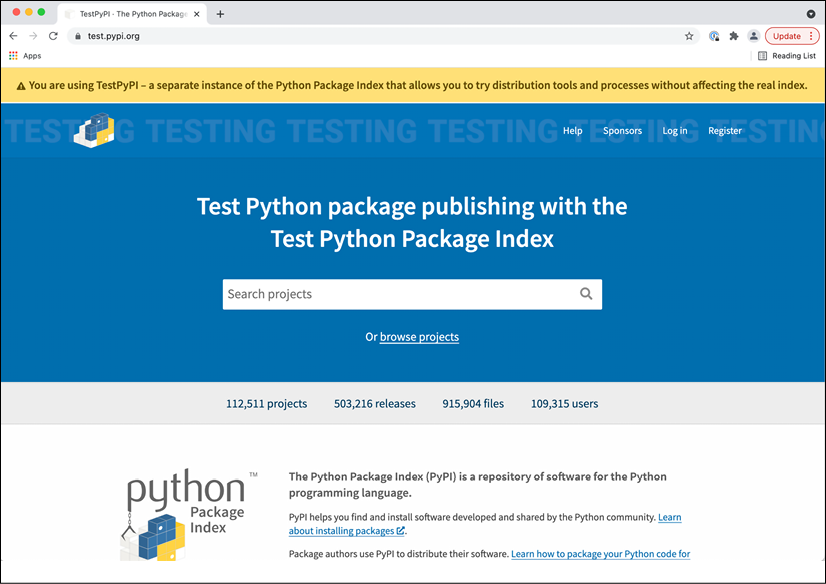 TestPyPI · The Python Package
test.pypi.org
Update
Apps
Reading List
You are using TestPyPI – a separate instance of the Python Package Index that allows you to try distribution tools and processes without affecting the real index.
TESTING TESTING TESTING TESTING TESTING TESTING
Help Sponsors Log in Register
Test Python package publishing with the
Test Python Package Index
Search projects
Or browse projects
112,511 projects 503,216 releases 915,904 files 109,315 users
python™
Package
Index
The Python Package Index (PyPI) is a repository of software for the Python
programming language.
PyPI helps you find and install software developed and shared by the Python community. Learn
about installing packages.
Package authors use PyPI to distribute their software. Learn how to package your Python code for